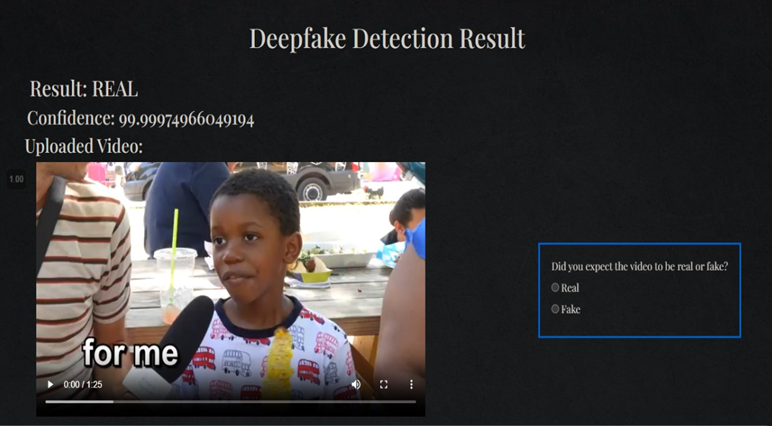 Deepfake Detection Result
Result: REAL
Confidence: 99.99974966049194
Uploaded Video:
1.00
for me
0:00 / 1:25
Did you expect the video to be real or fake?
Real
Fake